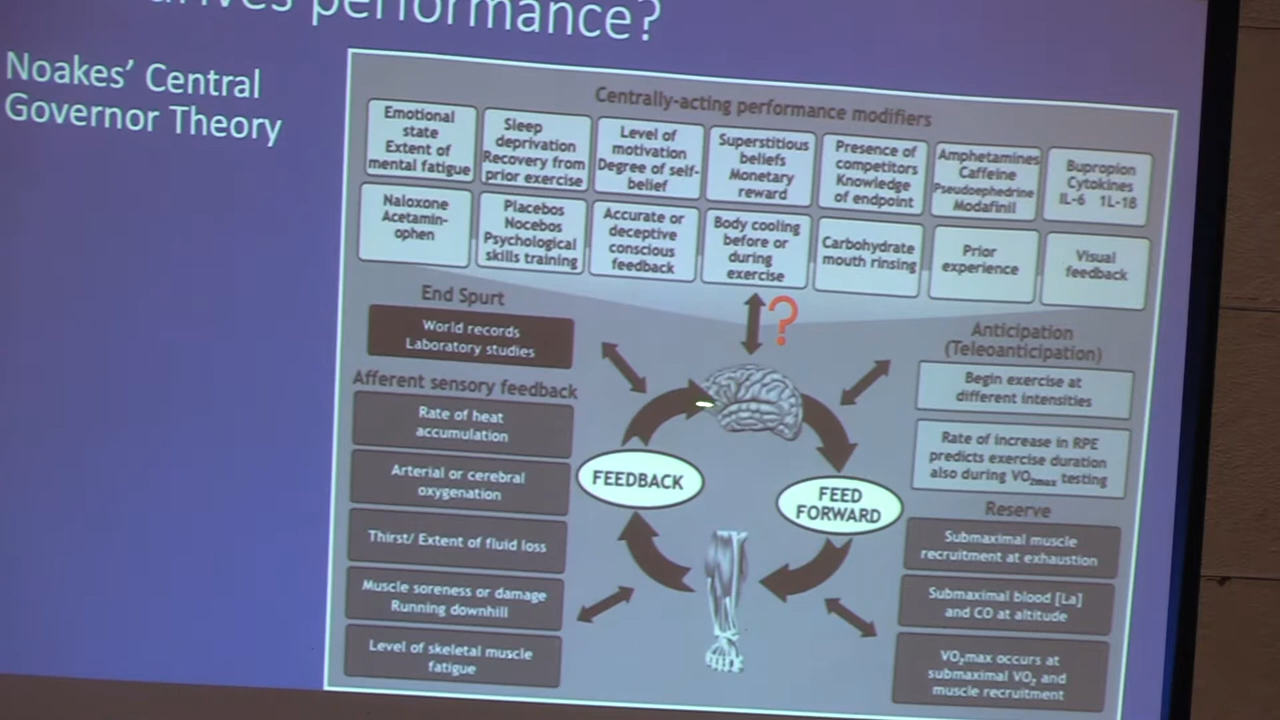 performance?
Noakes’ Central
Governor Theory
Centrally-acting performance modifiers
Emotional
state
Extent of
mental fatigue
Sleep
deprivation
Recovery from
prior exercise
Level of
motivation
Degree of self-
belief
Superstitious
beliefs
Monetary
reward
Presence of
competitors
Knowledge
of endpoint
Amphetamines
Caffeine
Pseudoephedrine
Modafinil
Bupropion
Cytokines
IL-6 1L-1B
Naloxone
Acetamin-
ophen
Placebos
Nocebos
Psychological
skills training
Accurate or
deceptive
conscious
feedback
Body cooling
before or
during
exercise
Carbohydrate
mouth rinsing
Prior
experience
Visual
feedback
?
End Spurt
World records
Laboratory studies
Afferent sensory feedback
Rate of heat
accumulation
Arterial or cerebral
oxygenation
Thirst/ Extent of fluid loss
Muscle soreness or damage
Running downhill
Level of skeletal muscle
fatigue
FEEDBACK
FEED
FORWARD
Anticipation
(Teleoanticipation)
Begin exercise at
different intensities
Rate of increase in RPE
predicts exercise duration
also during VO₂max testing
Reserve
Submaximal muscle
recruitment at exhaustion
Submaximal blood [La]
and CO at altitude
VO₂max occurs at
submaximal VO₂ and
muscle recruitment